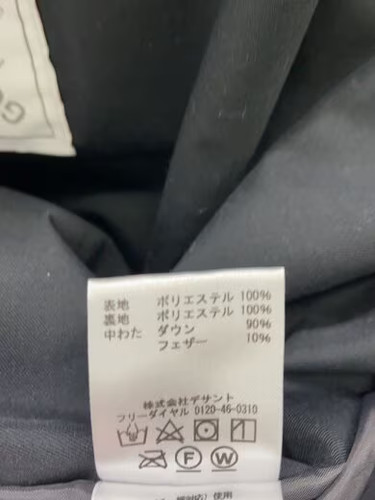 表地 ポリエステル 100%
裏地 ポリエステル 100%
中わた ダウン 90%
フェザー 10%
株式会社デサント
フリーダイヤル 0120-46-0310
F W
使用